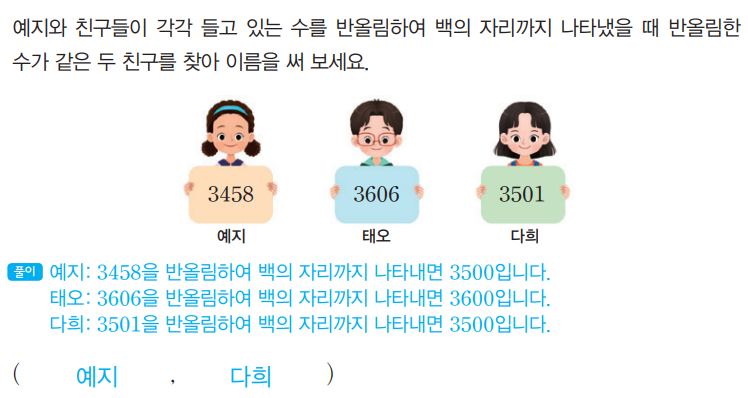 예지와 친구들이 각각 들고 있는 수를 반올림하여 백의 자리까지 나타냈을 때 반올림한
수가 같은 두 친구를 찾아 이름을 써 보세요.
3458 3606 3501
예지 태오 다희
풀이 예지: 3458을 반올림하여 백의 자리까지 나타내면 3500입니다.
태오: 3606을 반올림하여 백의 자리까지 나타내면 3600입니다.
다희: 3501을 반올림하여 백의 자리까지 나타내면 3500입니다.
( 예지 , 다희 )